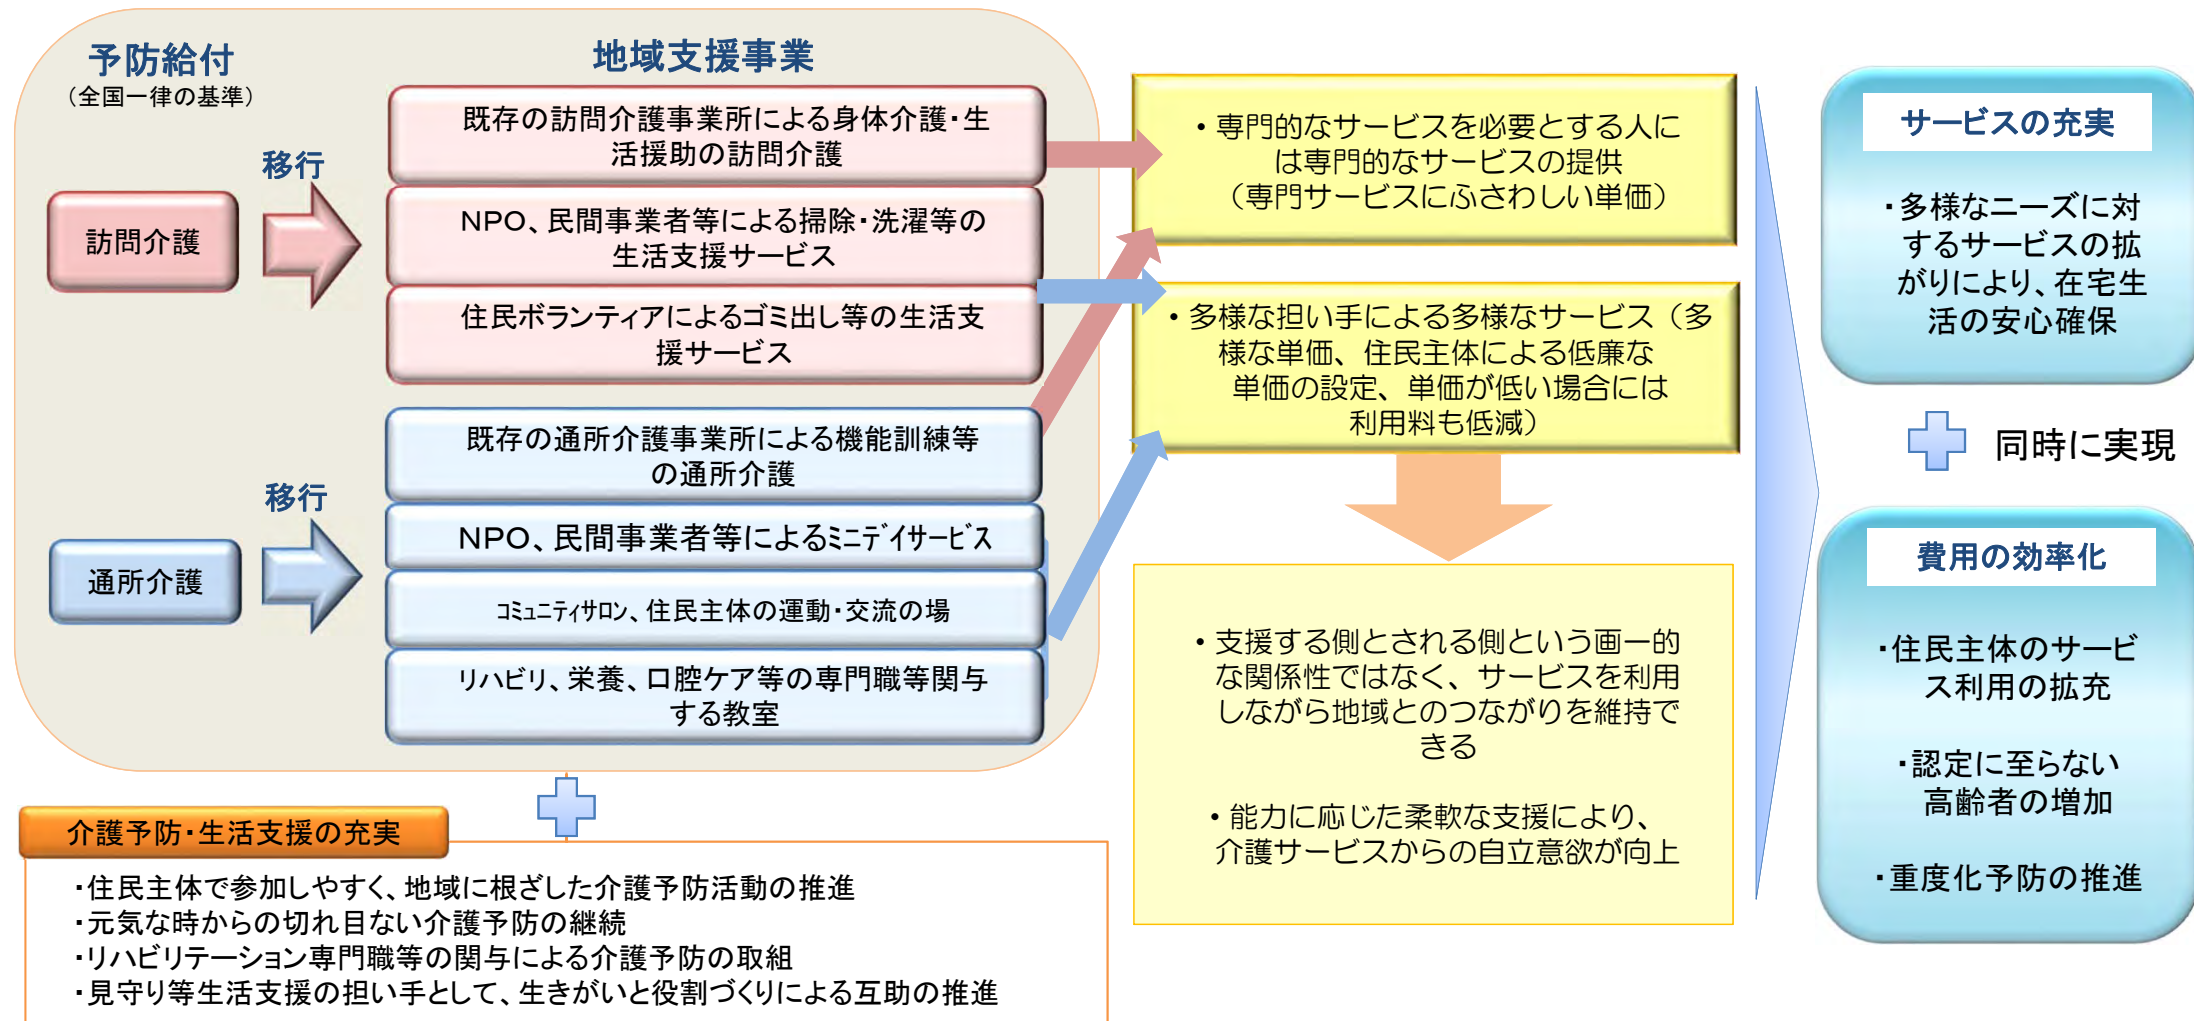 予防給付
（全国一律の基準）
地域支援事業
移行
訪問介護
既存の訪問介護事業所による身体介護・生
活援助の訪問介護
ＮＰＯ、民間事業者等による掃除・洗濯等の
生活支援サービス
住民ボランティアによるゴミ出し等の生活支
援サービス
移行
通所介護
既存の通所介護事業所による機能訓練等
の通所介護
ＮＰＯ、民間事業者等によるﾐﾆﾃﾞｲｻｰﾋﾞｽ
ｺﾐｭﾆﾃｨｻﾛﾝ、住民主体の運動・交流の場
リハビリ、栄養、口腔ケア等の専門職等関与
する教室
・専門的なサービスを必要とする人に
は専門的なサービスの提供
（専門サービスにふさわしい単価）
・多様な担い手による多様なサービス（多
様な単価、住民主体による低廉な
単価の設定、単価が低い場合には
利用料も低減）
・支援する側とされる側という画一的
な関係性ではなく、サービスを利用
しながら地域とのつながりを維持で
きる
・能力に応じた柔軟な支援により、
介護サービスからの自立意欲が向上
サービスの充実
・多様なニーズに対
するサービスの拡
がりにより、在宅生
活の安心確保
同時に実現
費用の効率化
・住民主体のサービ
ス利用の拡充
・認定に至らない
高齢者の増加
・重度化予防の推進
介護予防・生活支援の充実
・住民主体で参加しやすく、地域に根ざした介護予防活動の推進
・元気な時からの切れ目ない介護予防の継続
・リハビリテーション専門職等の関与による介護予防の取組
・見守り等生活支援の担い手として、生きがいと役割づくりによる互助の推進